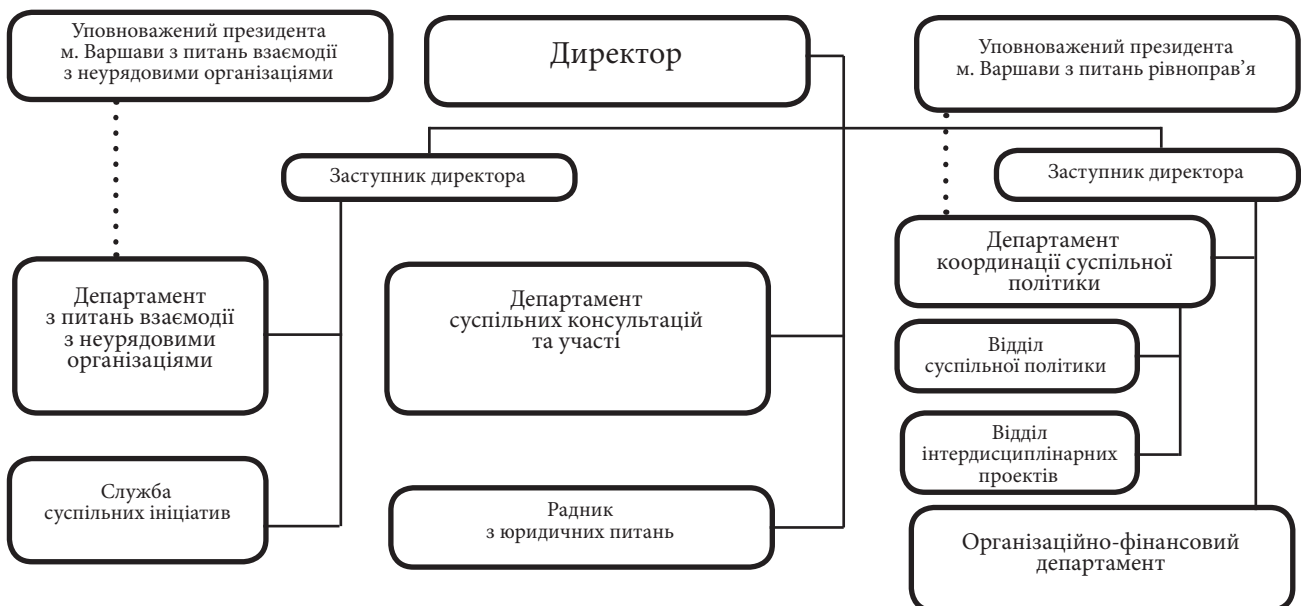 Уповноважений президента
м. Варшави з питань взаємодії
з неурядовими організаціями
Директор
Уповноважений президента
м. Варшави з питань рівноправ’я
Заступник директора
Заступник директора
Департамент
з питань взаємодії
з неурядовими
організаціями
Департамент
суспільних консультацій
та участі
Департамент
координації суспільної
політики
Відділ
суспільної політики
Відділ
інтердисциплінарних
проектів
Служба
суспільних ініціатив
Радник
з юридичних питань
Організаційно-фінансовий
департамент